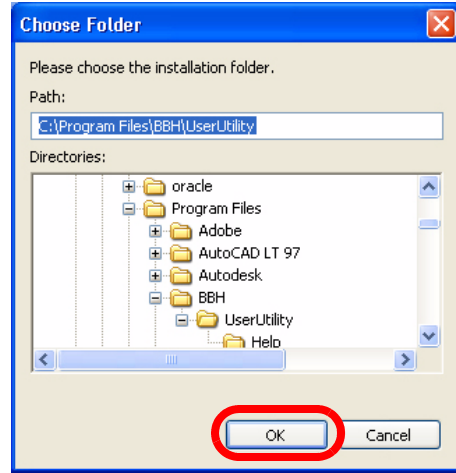 Choose Folder
Please choose the installation folder.
Path:
C:\Program Files\BBH\UserUtility
Directories:
oracle
Program Files
Adobe
AutoCAD LT 97
Autodesk
BBH
UserUtility
Help
OK Cancel